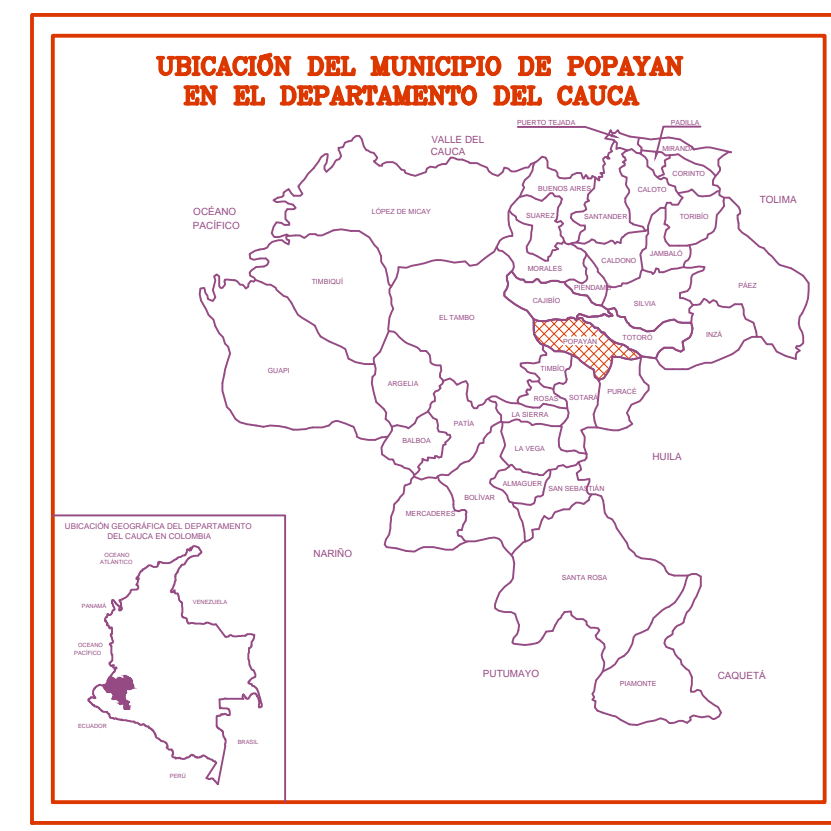 UBICACIÓN DEL MUNICIPIO DE POPAYAN
EN EL DEPARTAMENTO DEL CAUCA
PUERTO TEJADA
PADILLA
VALLE DEL
CAUCA
MIRANDA
CORINTO
BUENOS AIRES
CALOTO
TOLIMA
OCÉANO
PACÍFICO
LÓPEZ DE MICAY
SUAREZ
SANTANDER
TORIBÍO
JAMBALÓ
CALDONO
MORALES
TIMBIQUÍ
PIENDAMÓ
PÁEZ
CAJIBÍO
SILVIA
EL TAMBO
INZÁ
TOTORÓ
POPAYÁN
TIMBÍO
GUAPI
ARGELIA
PURACÉ
ROSAS
SOTARÁ
LA SIERRA
PATÍA
BALBOA
LA VEGA
HUILA
ALMAGUER
SAN SEBASTIÁN
BOLÍVAR
MERCADERES
NARIÑO
SANTA ROSA
PUTUMAYO
CAQUETÁ
PIAMONTE
UBICACIÓN GEOGRÁFICA DEL DEPARTAMENTO
DEL CAUCA EN COLOMBIA
OCEANO
ATLÁNTICO
PANAMÁ
VENEZUELA
OCEANO
PACÍFICO
ECUADOR
BRASIL
PERÚ